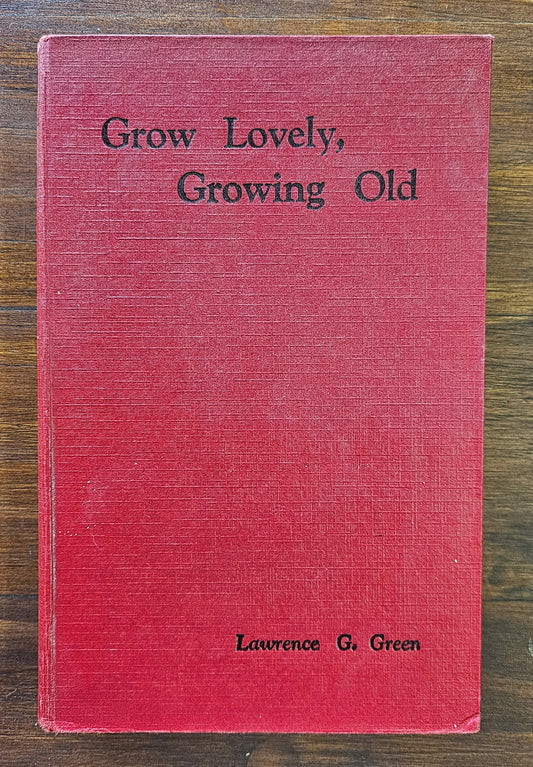 Grow Lovely,
Growing Old
Lawrence G. Green